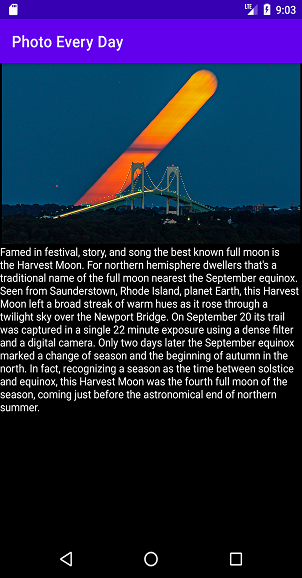 LTE 9:03
Photo Every Day
Famed in festival, story, and song the best known full moon is
the Harvest Moon. For northern hemisphere dwellers that's a
traditional name of the full moon nearest the September equinox.
Seen from Saunderstown, Rhode Island, planet Earth, this Harvest
Moon left a broad streak of warm hues as it rose through a
twilight sky over the Newport Bridge. On September 20 its trail
was captured in a single 22 minute exposure using a dense filter
and a digital camera. Only two days later the September equinox
marked a change of season and the beginning of autumn in the
north. In fact, recognizing a season as the time between solstice
and equinox, this Harvest Moon was the fourth full moon of the
season, coming just before the astronomical end of northern
summer.